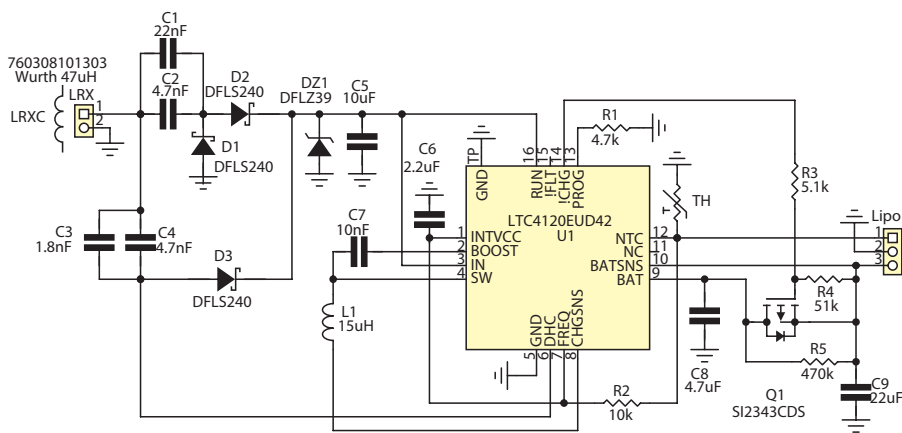 C1
22nF
760308101303
Wurth 47uH
LRX
LRXC
1
2
C2
4.7nF
D2
DFLS240
D1
DFLS240
DZ1
DFLZ39
C5
10uF
C6
2.2uF
C3
1.8nF
C4
4.7nF
D3
DFLS240
C7
10nF
L1
15uH
R1
4.7k
TP
GND
16
15
14
13
RUN
!FLT
!CHG
PROG
LTC4120EUD42
U1
1
INTVCC
2
BOOST
3
IN
4
SW
12
NTC
11
NC
10
BATSNS
9
BAT
GND
DHC
FREQ
CHGSNS
5
6
7
8
TH
T
R3
5.1k
Lipo
1
2
3
R4
51k
R5
470k
C8
4.7uF
Q1
SI2343CDS
C9
22uF
R2
10k